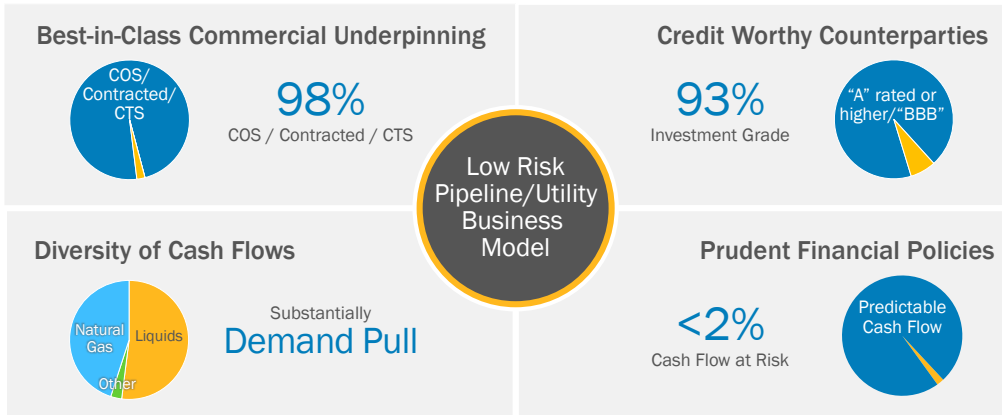 Best-in-Class Commercial Underpinning
COS/
Contracted/
CTS
98%
COS / Contracted / CTS
Credit Worthy Counterparties
93%
Investment Grade
“A” rated or
higher/“BBB”
Low Risk
Pipeline/Utility
Business
Model
Diversity of Cash Flows
Natural
Gas
Liquids
Other
Substantially
Demand Pull
Prudent Financial Policies
<2%
Cash Flow at Risk
Predictable
Cash Flow